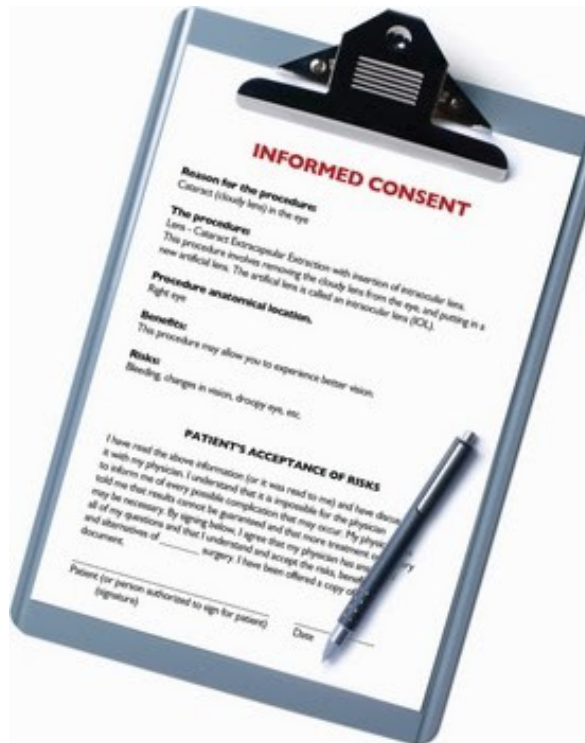 INFORMED CONSENT
Reason for the procedure:
Cataract (cloudy lens) in the eye
The procedure:
Lens - Cataract Extracapsular Extraction with insertion of intraocular lens.
This procedure involves removing the cloudy lens from the eye, and putting in a
new artificial lens. The artifical lens is called an intraocular lens (IOL).
Procedure anatomical location.
Right eye
Benefits:
This procedure may allow you to experience better vision.
Risks:
Bleeding, changes in vision, droopy eye, etc.
PATIENT'S ACCEPTANCE OF RISKS
I have read the above information (or it was read to me) and have
it with my physician. I understand that it is impossible for the physician
to inform me of every possible complication that may occur. My
told me that results cannot be guaranteed and that more treatment
may be necessary. By signing below, I agree that my physician has
all of my questions and that I understand and accept the risks,
and alternatives of ______ surgery. I have been offered a copy
document.
Patient (or person authorized to sign for patient)
(signature)
Date